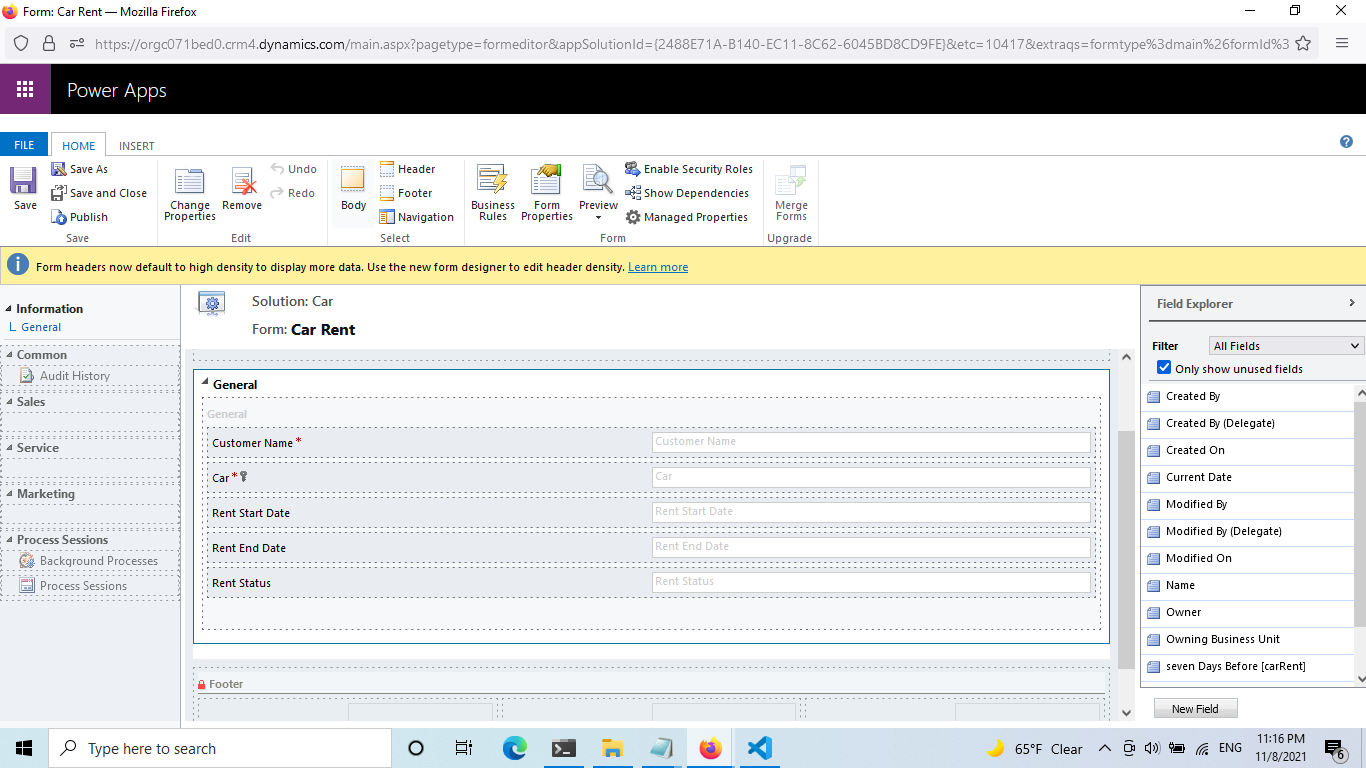 Form: Car Rent — Mozilla Firefox
https://orgc071bed0.crm4.dynamics.com/main.aspx?pagetype=formeditor&appSolutionId={2488E71A-B140-EC11-8C62-6045BD8CD9FE}&etc=10417&extraqs=formtype%3dmain%26formId%3
Power Apps
FILE HOME INSERT
Save
Save As
Save and Close
Publish
Save
Change Properties
Remove
Undo
Redo
Edit
Body
Header
Footer
Navigation
Select
Business Rules
Form Properties
Preview
Enable Security Roles
Show Dependencies
Managed Properties
Form
Merge Forms
Upgrade
Form headers now default to high density to display more data. Use the new form designer to edit header density. Learn more
Information
General
Common
Audit History
Sales
Service
Marketing
Process Sessions
Background Processes
Process Sessions
Solution: Car
Form: Car Rent
General
General
Customer Name * Customer Name
Car * Car
Rent Start Date Rent Start Date
Rent End Date Rent End Date
Rent Status Rent Status
Footer
Field Explorer
Filter All Fields
Only show unused fields
Created By
Created By (Delegate)
Created On
Current Date
Modified By
Modified By (Delegate)
Modified On
Name
Owner
Owning Business Unit
seven Days Before [carRent]
New Field
Type here to search
65°F Clear
ENG
11:16 PM
11/8/2021
6